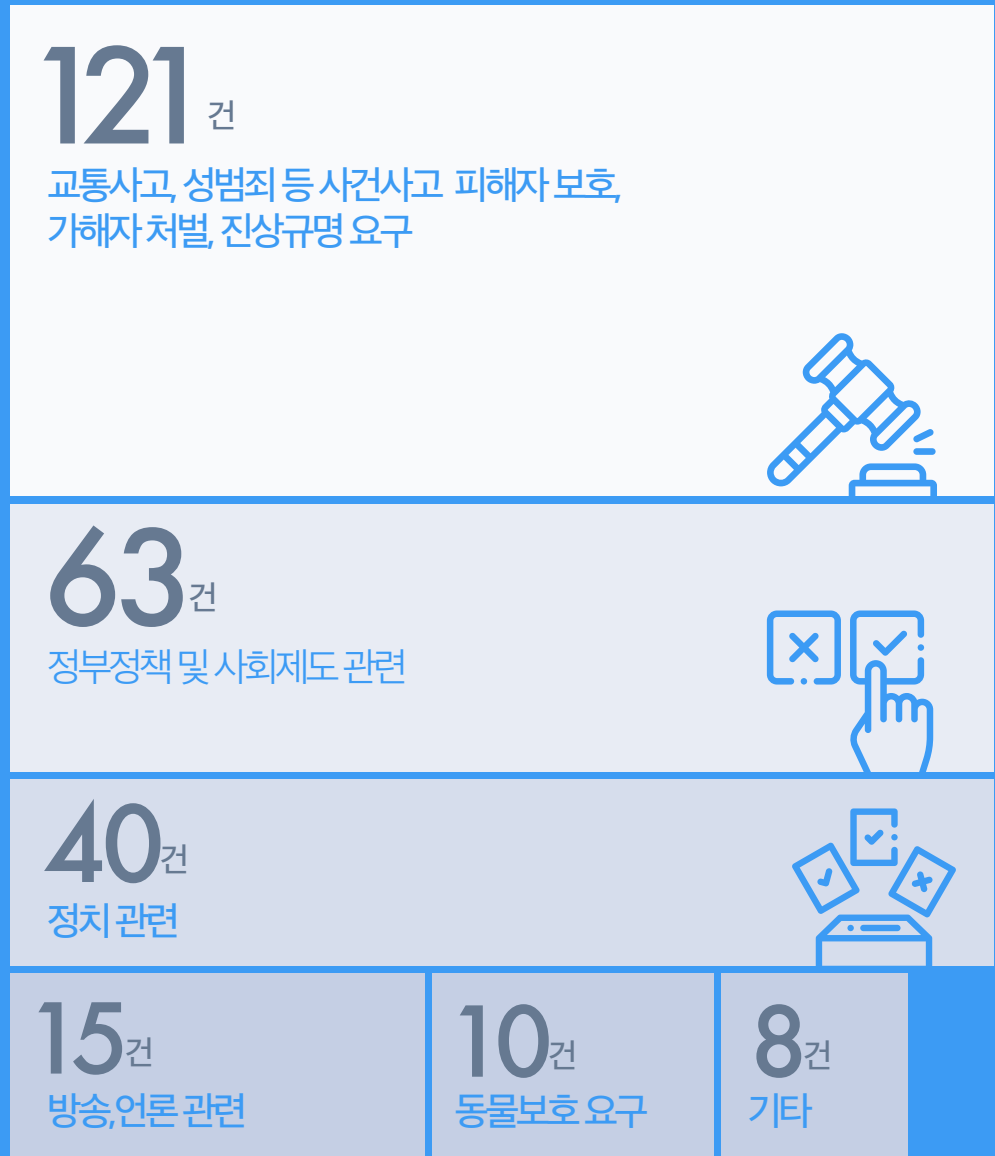 121 건
교통사고, 성범죄 등 사건사고 피해자 보호,
가해자 처벌, 진상규명 요구
63건
정부정책 및 사회제도 관련
40건
정치 관련
15건
방송,언론 관련
10건
동물보호 요구
8건
기타